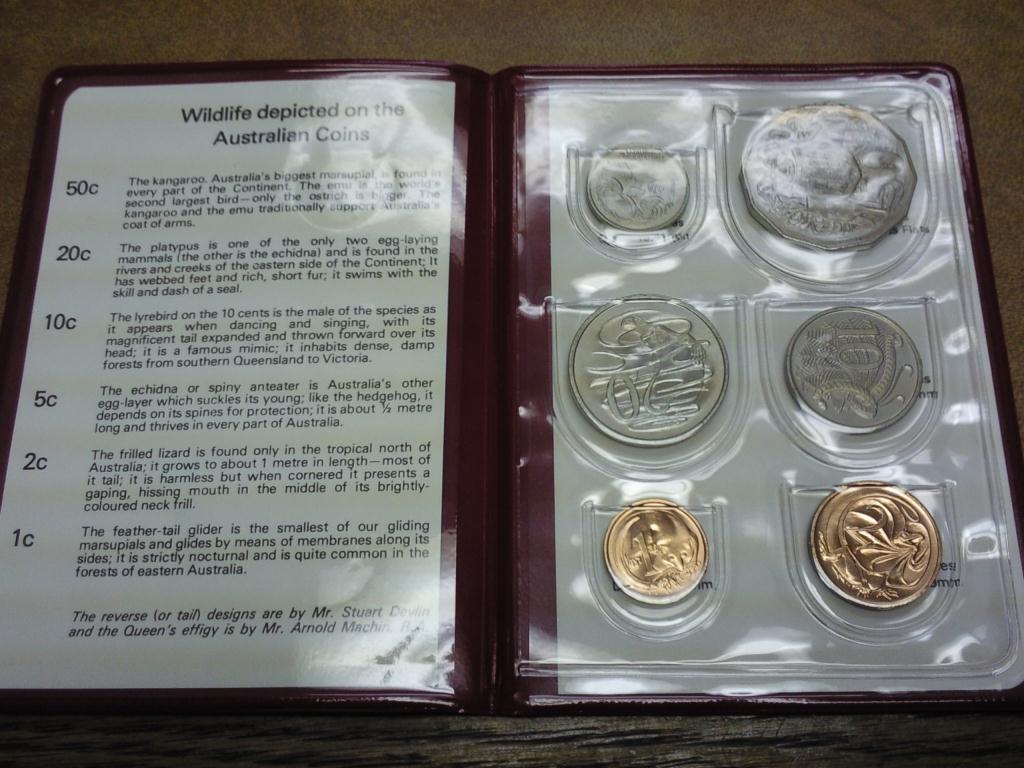 Wildlife depicted on the
Australian Coins
50c
The kangaroo. Australia's biggest marsupial, is found in
every part of the Continent. The emu is the world's
second largest bird—only the ostrich is bigger. The
kangaroo and the emu traditionally support Australia's
coat of arms.
20c
The platypus is one of the only two egg-laying
mammals (the other is the echidna) and is found in the
rivers and creeks of the eastern side of the Continent; It
has webbed feet and rich, short fur; it swims with the
skill and dash of a seal.
10c
The lyrebird on the 10 cents is the male of the species as
it appears when dancing and singing, with its
magnificent tail expanded and thrown forward over its
head; it is a famous mimic; it inhabits dense, damp
forests from southern Queensland to Victoria.
5c
The echidna or spiny anteater is Australia's other
egg-layer which suckles its young; like the hedgehog, it
depends on its spines for protection; it is about ½ metre
long and thrives in every part of Australia.
2c
The frilled lizard is found only in the tropical north of
Australia; it grows to about 1 metre in length—most of
it tail; it is harmless but when cornered it presents a
gaping, hissing mouth in the middle of its brightly-
coloured neck frill.
1c
The feather-tail glider is the smallest of our gliding
marsupials and glides by means of membranes along its
sides; it is strictly nocturnal and is quite common in the
forests of eastern Australia.
The reverse (or tail) designs are by Mr. Stuart Devlin
and the Queen's effigy is by Mr. Arnold Machin, R.A.
20
10